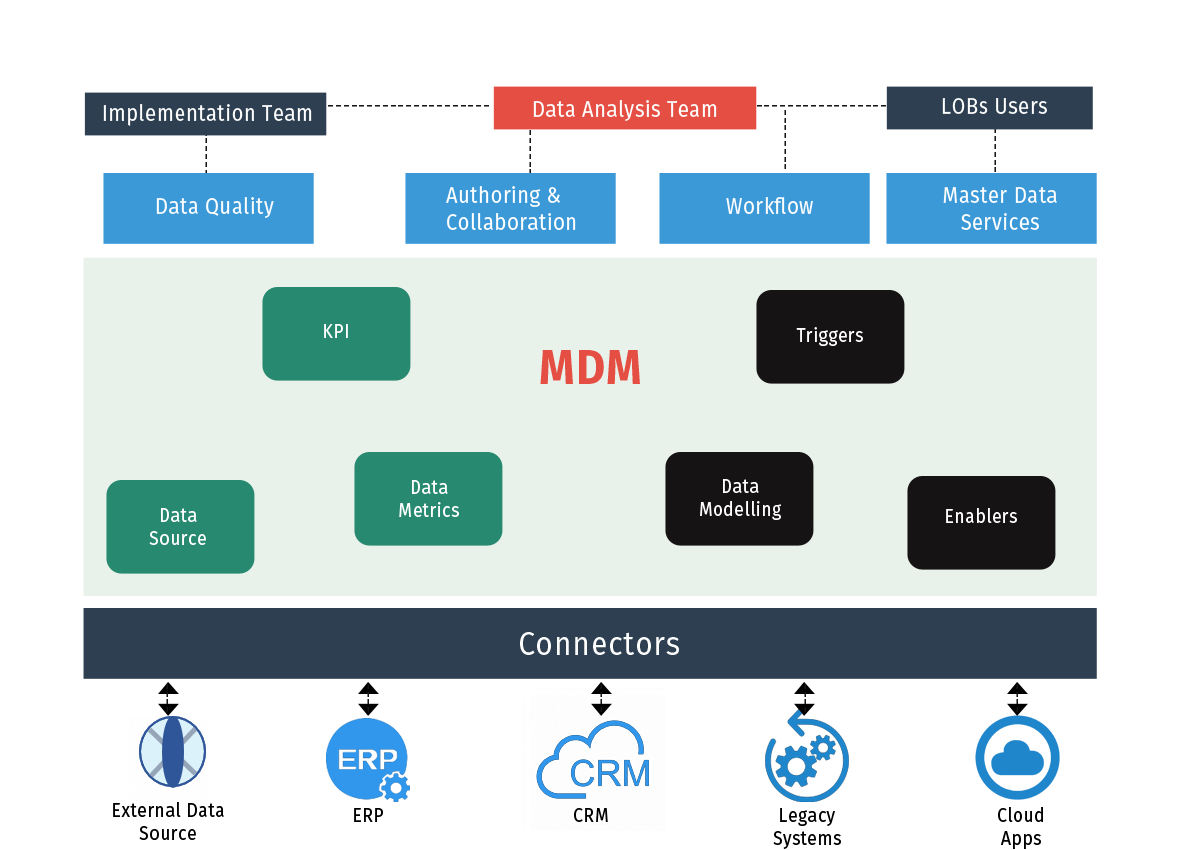 Implementation Team
Data Analysis Team
LOBs Users
Data Quality
Authoring &
Collaboration
Workflow
Master Data
Services
KPI
Triggers
MDM
Data
Source
Data
Metrics
Data
Modelling
Enablers
Connectors
ERP
CRM
External Data
Source
ERP
CRM
Legacy
Systems
Cloud
Apps